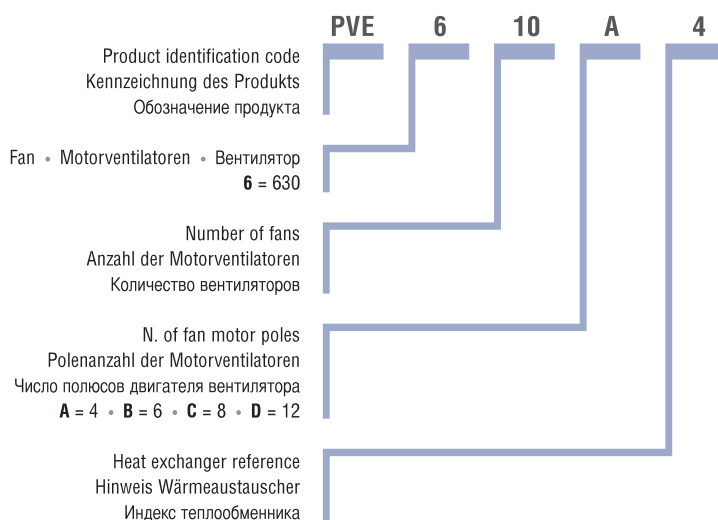 PVE 6 10 A 4
Product identification code
Kennzeichnung des Produkts
Обозначение продукта
Fan • Motorventilatoren • Вентилятор
6 = 630
Number of fans
Anzahl der Motorventilatoren
Количество вентиляторов
N. of fan motor poles
Polenanzahl der Motorventilatoren
Число полюсов двигателя вентилятора
A = 4 • B = 6 • C = 8 • D = 12
Heat exchanger reference
Hinweis Wärmeaustauscher
Индекс теплообменника